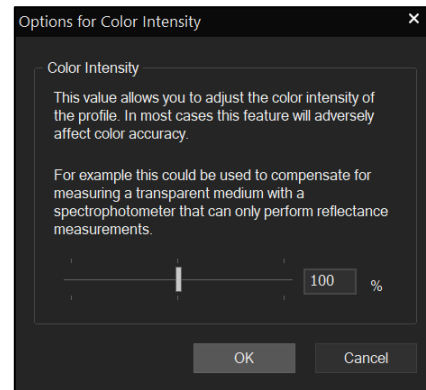 Options for Color Intensity
×
Color Intensity
This value allows you to adjust the color intensity of
the profile. In most cases this feature will adversely
affect color accuracy.
For example this could be used to compensate for
measuring a transparent medium with a
spectrophotometer that can only perform reflectance
measurements.
100 %
OK Cancel